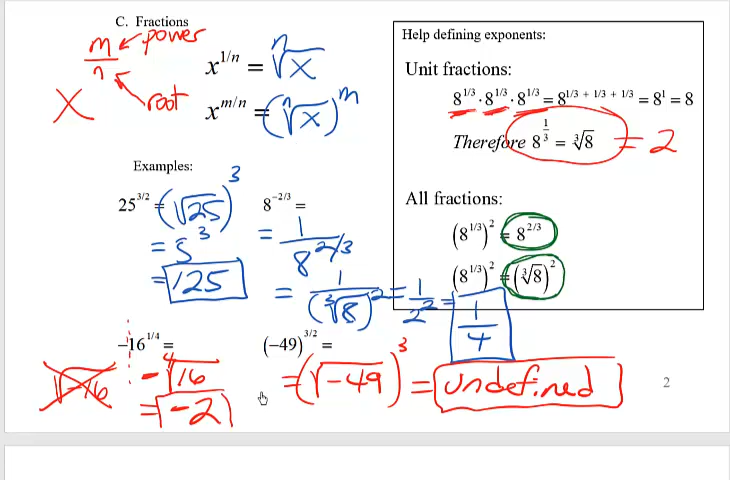 C. Fractions
m ← power
x^{m/n} ← root
x^{1/n} = ⁿ√x
x^{m/n} = (ⁿ√x)^m
Examples:
25^{3/2} = (√25)^3
= 5^3
= 125
8^{-2/3} =
= 1/8^{2/3}
= 1/(∛8)^2 = 1/2^2 = 1/4
-16^{1/4} =
-⁴√16
= -2
(-49)^{3/2} =
= (√-49)^3 = undefined
Help defining exponents:
Unit fractions:
8^{1/3} · 8^{1/3} · 8^{1/3} = 8^{1/3 + 1/3 + 1/3} = 8^1 = 8
Therefore 8^{1/3} = ∛8 = 2
All fractions:
(8^{1/3})^2 = 8^{2/3}
(8^{1/3})^2 = (∛8)^2
2